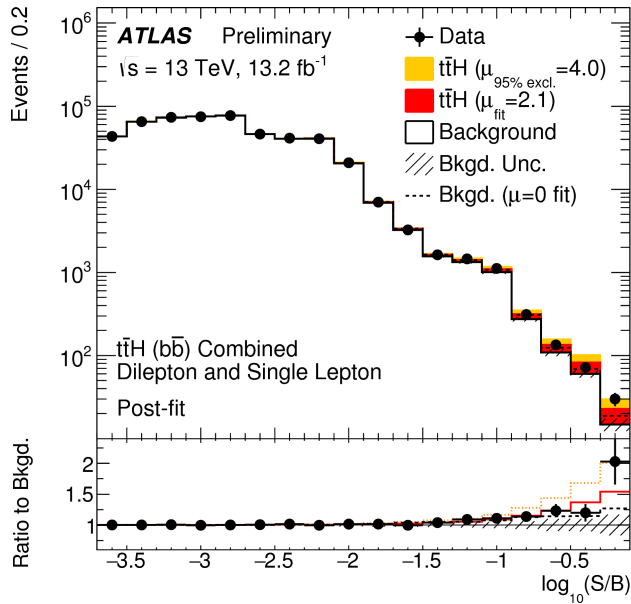 Events / 0.2
10⁶
10⁵
10⁴
10³
10²
ATLAS Preliminary
√s = 13 TeV, 13.2 fb⁻¹
Data
tt̄H (μ95% excl.=4.0)
tt̄H (μfit=2.1)
Background
Bkgd. Unc.
Bkgd. (μ=0 fit)
tt̄H (bb̄) Combined
Dilepton and Single Lepton
Post-fit
Ratio to Bkgd.
2
1.5
1
−3.5 −3 −2.5 −2 −1.5 −1 −0.5
log₁₀(S/B)